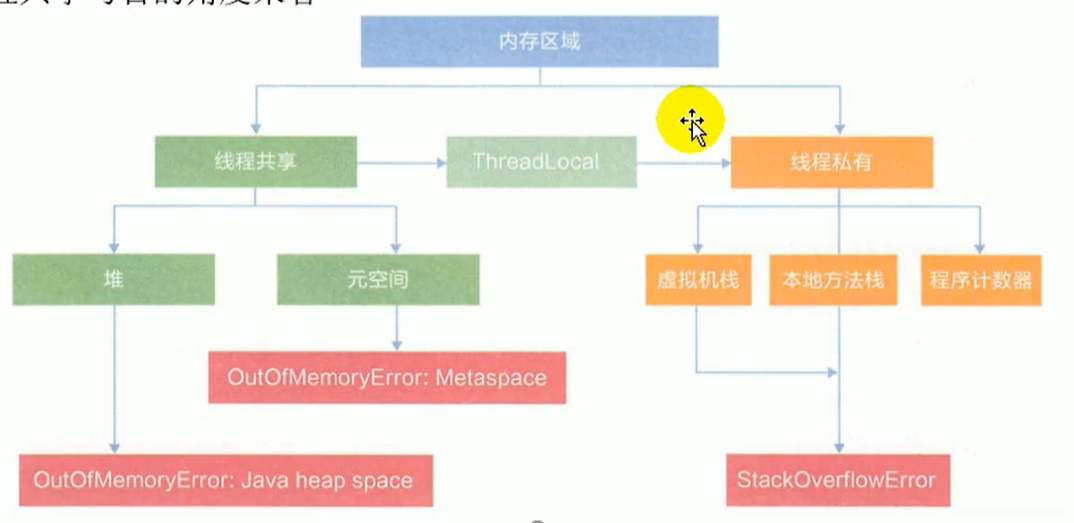 内存区域
线程共享
ThreadLocal
线程私有
堆
元空间
虚拟机栈
本地方法栈
程序计数器
OutOfMemoryError: Metaspace
OutOfMemoryError: Java heap space
StackOverflowError